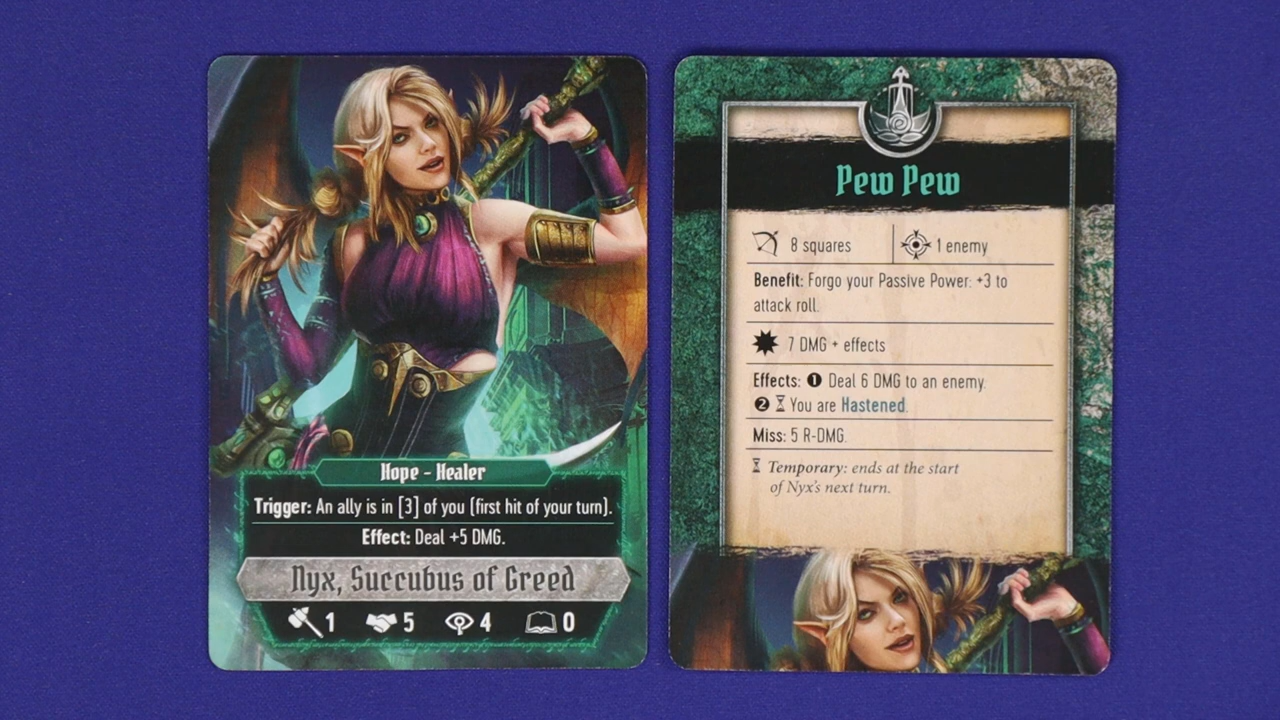 Hope - Healer
Trigger: An ally is in [3] of you (first hit of your turn).
Effect: Deal +5 DMG.
Nyx, Succubus of Greed
1 5 4 0
Pew Pew
8 squares 1 enemy
Benefit: Forgo your Passive Power: +3 to
attack roll.
7 DMG + effects
Effects: ❶ Deal 6 DMG to an enemy.
❷ ⌛ You are Hastened.
Miss: 5 R-DMG.
⌛ Temporary: ends at the start
of Nyx's next turn.